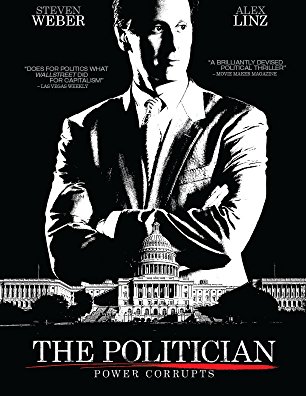 STEVEN
WEBER
ALEX
LINZ
"DOES FOR POLITICS WHAT
WALLSTREET DID
FOR CAPITALISM"
- LAS VEGAS WEEKLY
"A BRILLIANTLY DEVISED
POLITICAL THRILLER"
- MOVIE MAKER MAGAZINE
THE POLITICIAN
POWER CORRUPTS